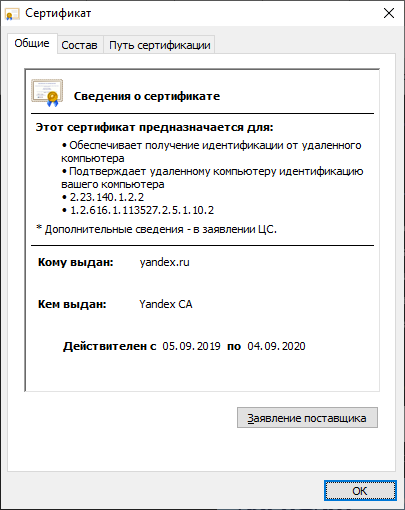 Сертификат
Общие Состав Путь сертификации
Сведения о сертификате
Этот сертификат предназначается для:
• Обеспечивает получение идентификации от удаленного
компьютера
• Подтверждает удаленному компьютеру идентификацию
вашего компьютера
• 2.23.140.1.2.2
• 1.2.616.1.113527.2.5.1.10.2
* Дополнительные сведения - в заявлении ЦС.
Кому выдан: yandex.ru
Кем выдан: Yandex CA
Действителен с 05.09.2019 по 04.09.2020
Заявление поставщика
ОК